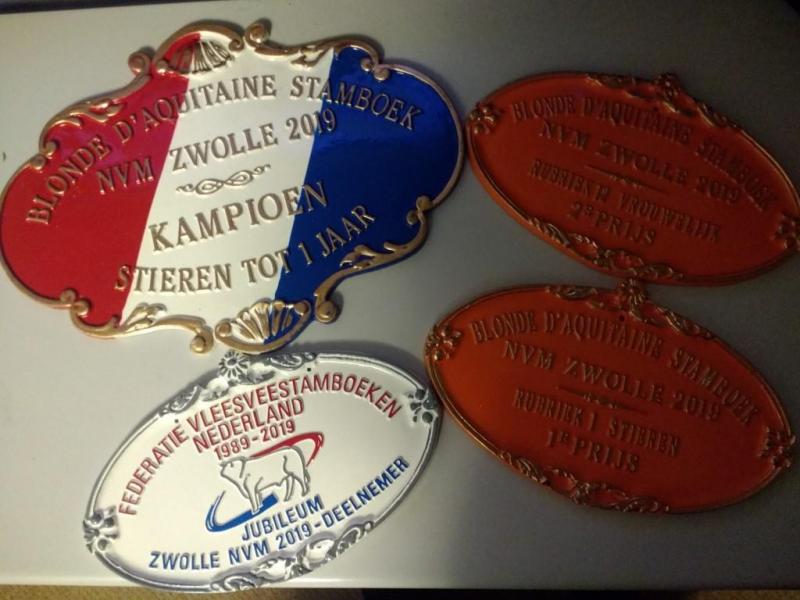 BLONDE D'AQUITAINE STAMBOEK
NVM ZWOLLE 2019
KAMPIOEN
STIEREN TOT 1 JAAR
BLONDE D'AQUITAINE STAMBOEK
NVM ZWOLLE 2019
RUBRIEK 12 VROUWELIJK
2E PRIJS
BLONDE D'AQUITAINE STAMBOEK
NVM ZWOLLE 2019
RUBRIEK 1 STIEREN
1E PRIJS
FEDERATIE VLEESVEESTAMBOEKEN
NEDERLAND
1989-2019
JUBILEUM
ZWOLLE NVM 2019-DEELNEMER